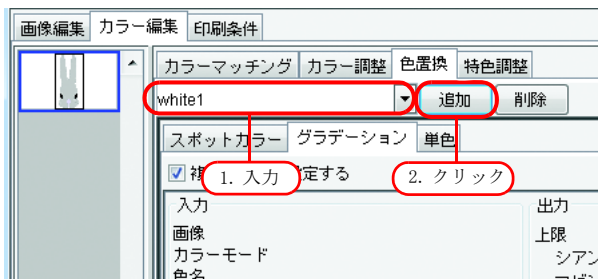 画像編集 カラー編集 印刷条件
カラーマッチング カラー調整 色置換 特色調整
white1 追加 削除
スポットカラー グラデーション 単色
定する
1. 入力 2. クリック
入力 出力
画像 上限
カラーモード シアン
色名